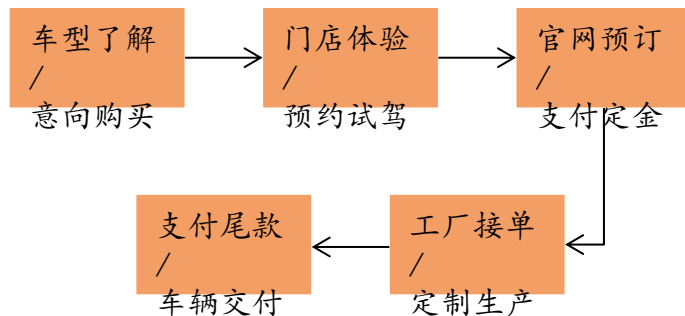 车型了解
/
意向购买
门店体验
/
预约试驾
官网预订
/
支付定金
工厂接单
/
定制生产
支付尾款
/
车辆交付